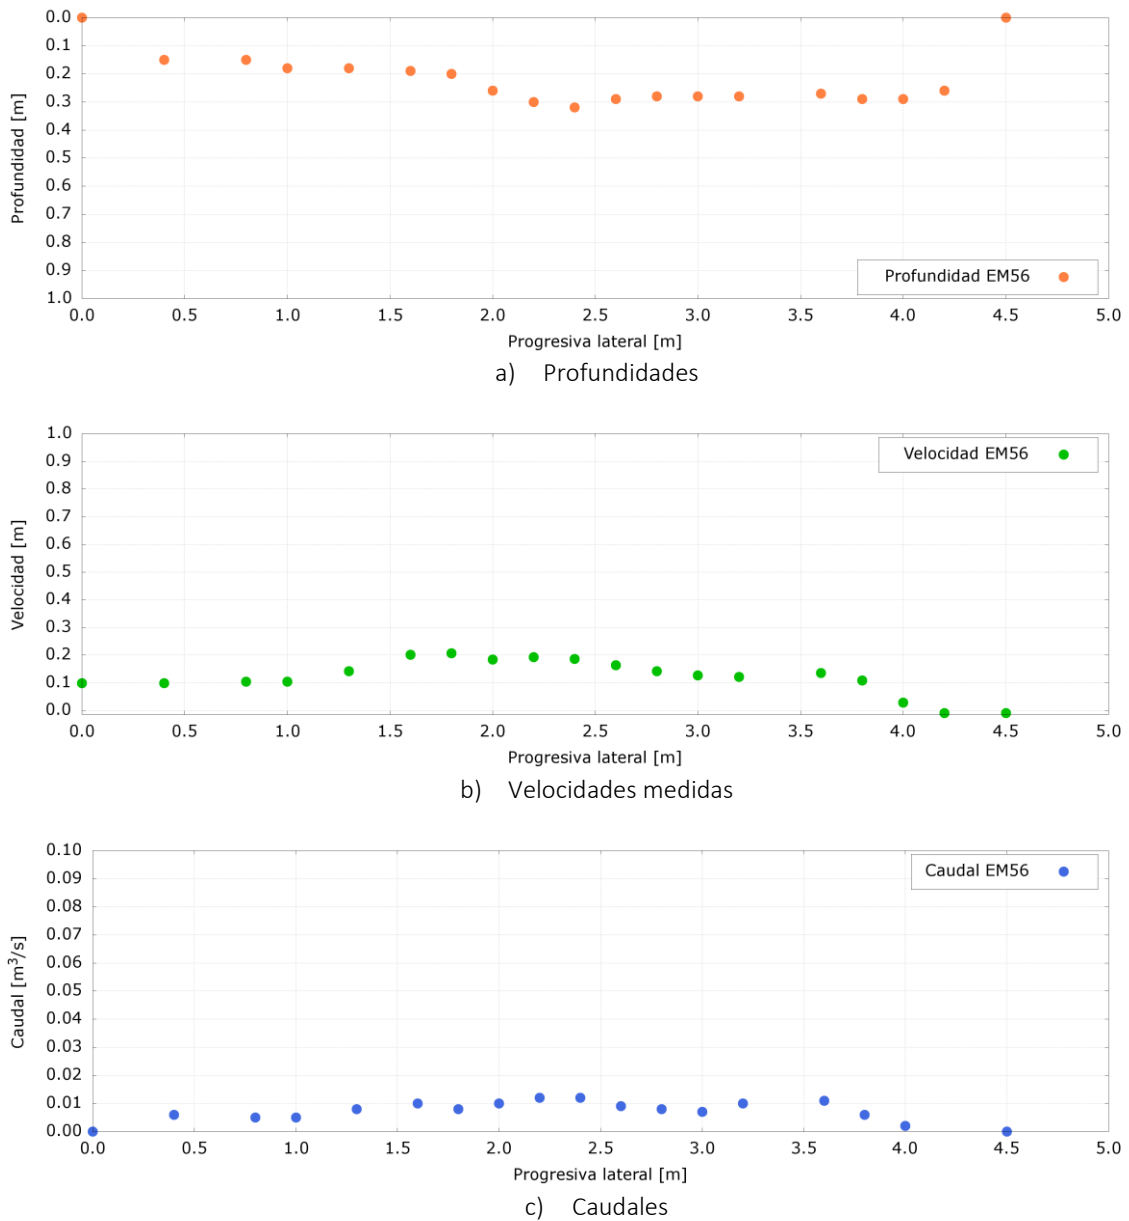 0.0
0.1
0.2
0.3
0.4
0.5
0.6
0.7
0.8
0.9
1.0
Profundidad [m]
Profundidad EM56
0.0 0.5 1.0 1.5 2.0 2.5 3.0 3.5 4.0 4.5 5.0
Progresiva lateral [m]
a) Profundidades
1.0
0.9
0.8
0.7
0.6
0.5
0.4
0.3
0.2
0.1
0.0
Velocidad [m]
Velocidad EM56
0.0 0.5 1.0 1.5 2.0 2.5 3.0 3.5 4.0 4.5 5.0
Progresiva lateral [m]
b) Velocidades medidas
0.10
0.09
0.08
0.07
0.06
0.05
0.04
0.03
0.02
0.01
0.00
Caudal [m³/s]
Caudal EM56
0.0 0.5 1.0 1.5 2.0 2.5 3.0 3.5 4.0 4.5 5.0
Progresiva lateral [m]
c) Caudales